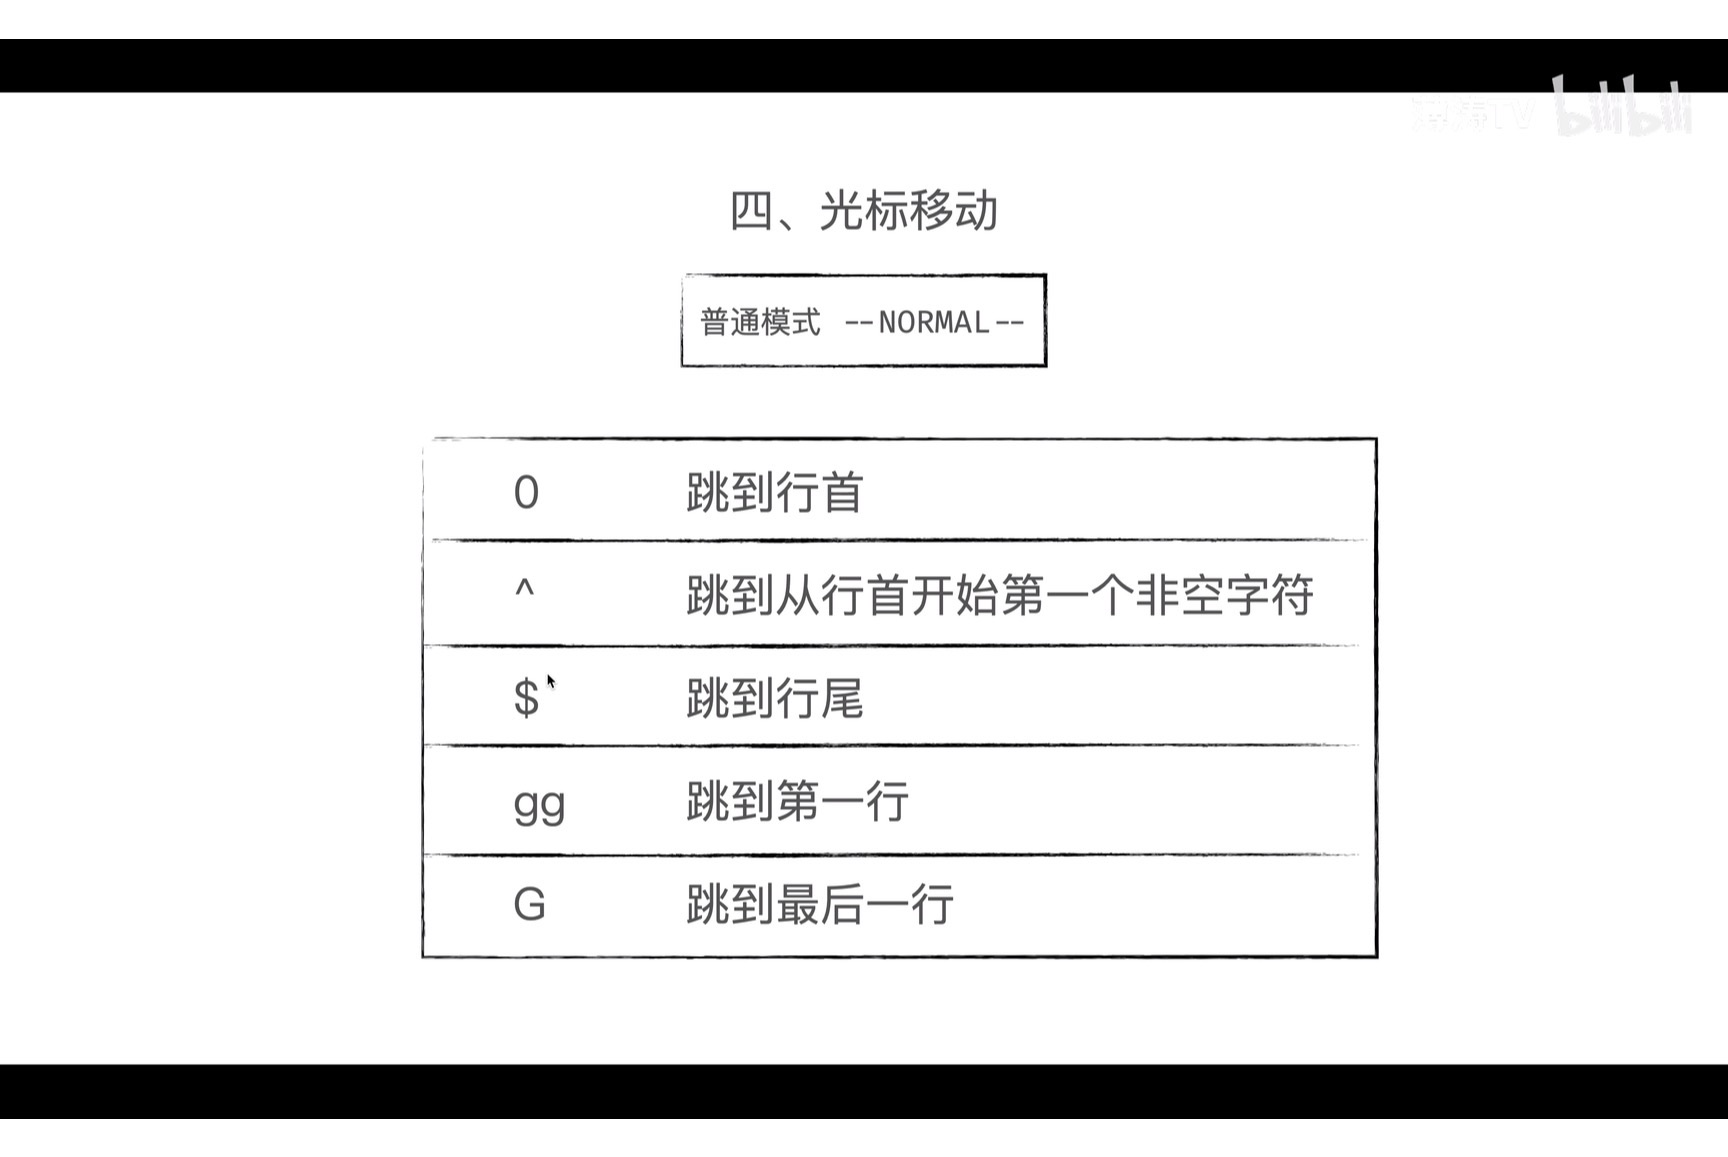 bilibili
四、光标移动
普通模式 --NORMAL--
0 跳到行首
^ 跳到从行首开始第一个非空字符
$ 跳到行尾
gg 跳到第一行
G 跳到最后一行